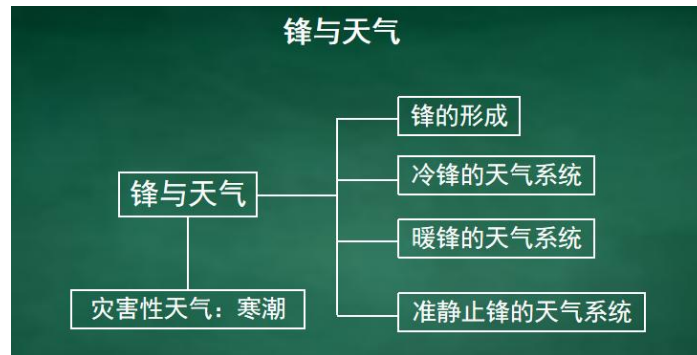 锋与天气
锋的形成
冷锋的天气系统
锋与天气
暖锋的天气系统
灾害性天气：寒潮
准静止锋的天气系统